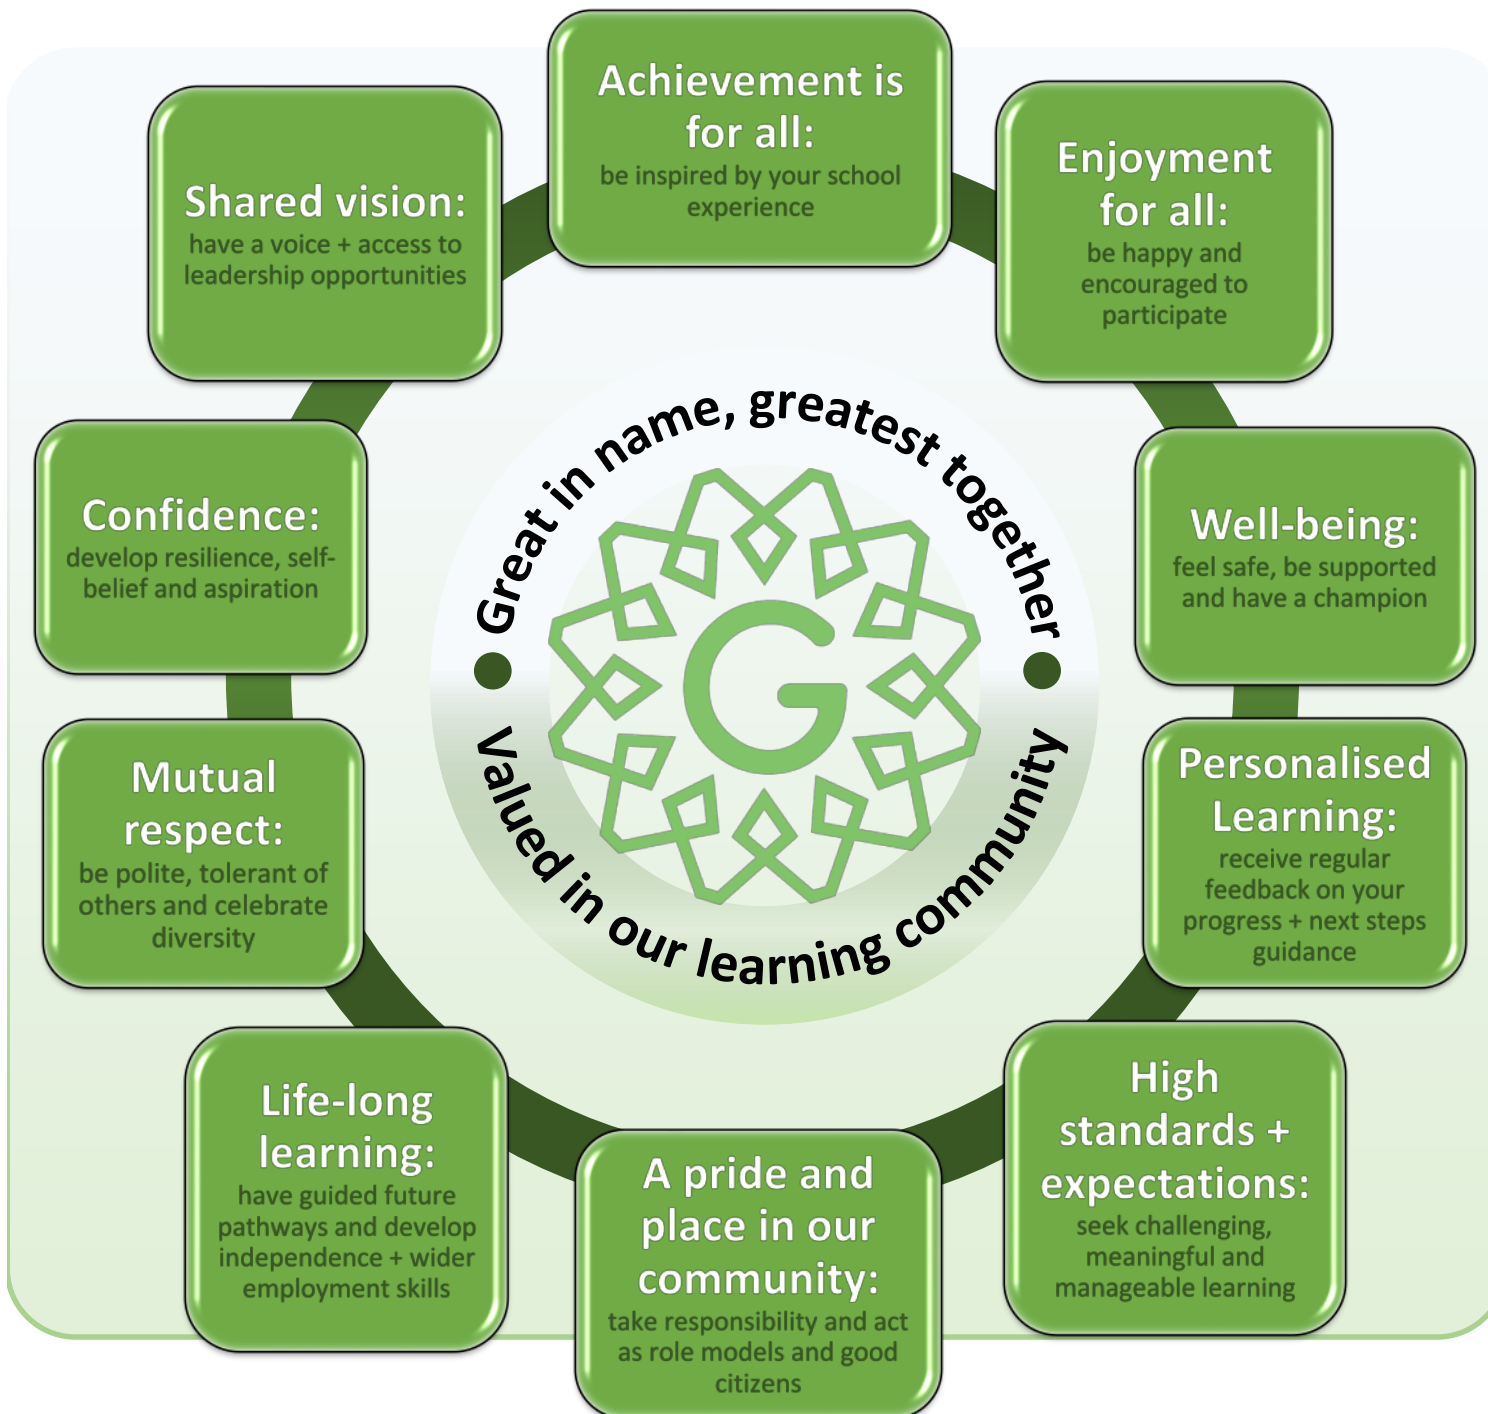 Achievement is
for all:
be inspired by your school
experience
Enjoyment
for all:
be happy and
encouraged to
participate
Well-being:
feel safe, be supported
and have a champion
Personalised
Learning:
receive regular
feedback on your
progress + next steps
guidance
High
standards +
expectations:
seek challenging,
meaningful and
manageable learning
A pride and
place in our
community:
take responsibility and act
as role models and good
citizens
Life-long
learning:
have guided future
pathways and develop
independence + wider
employment skills
Mutual
respect:
be polite, tolerant of
others and celebrate
diversity
Confidence:
develop resilience, self-
belief and aspiration
Shared vision:
have a voice + access to
leadership opportunities
Great in name, greatest together
G
Valued in our learning community